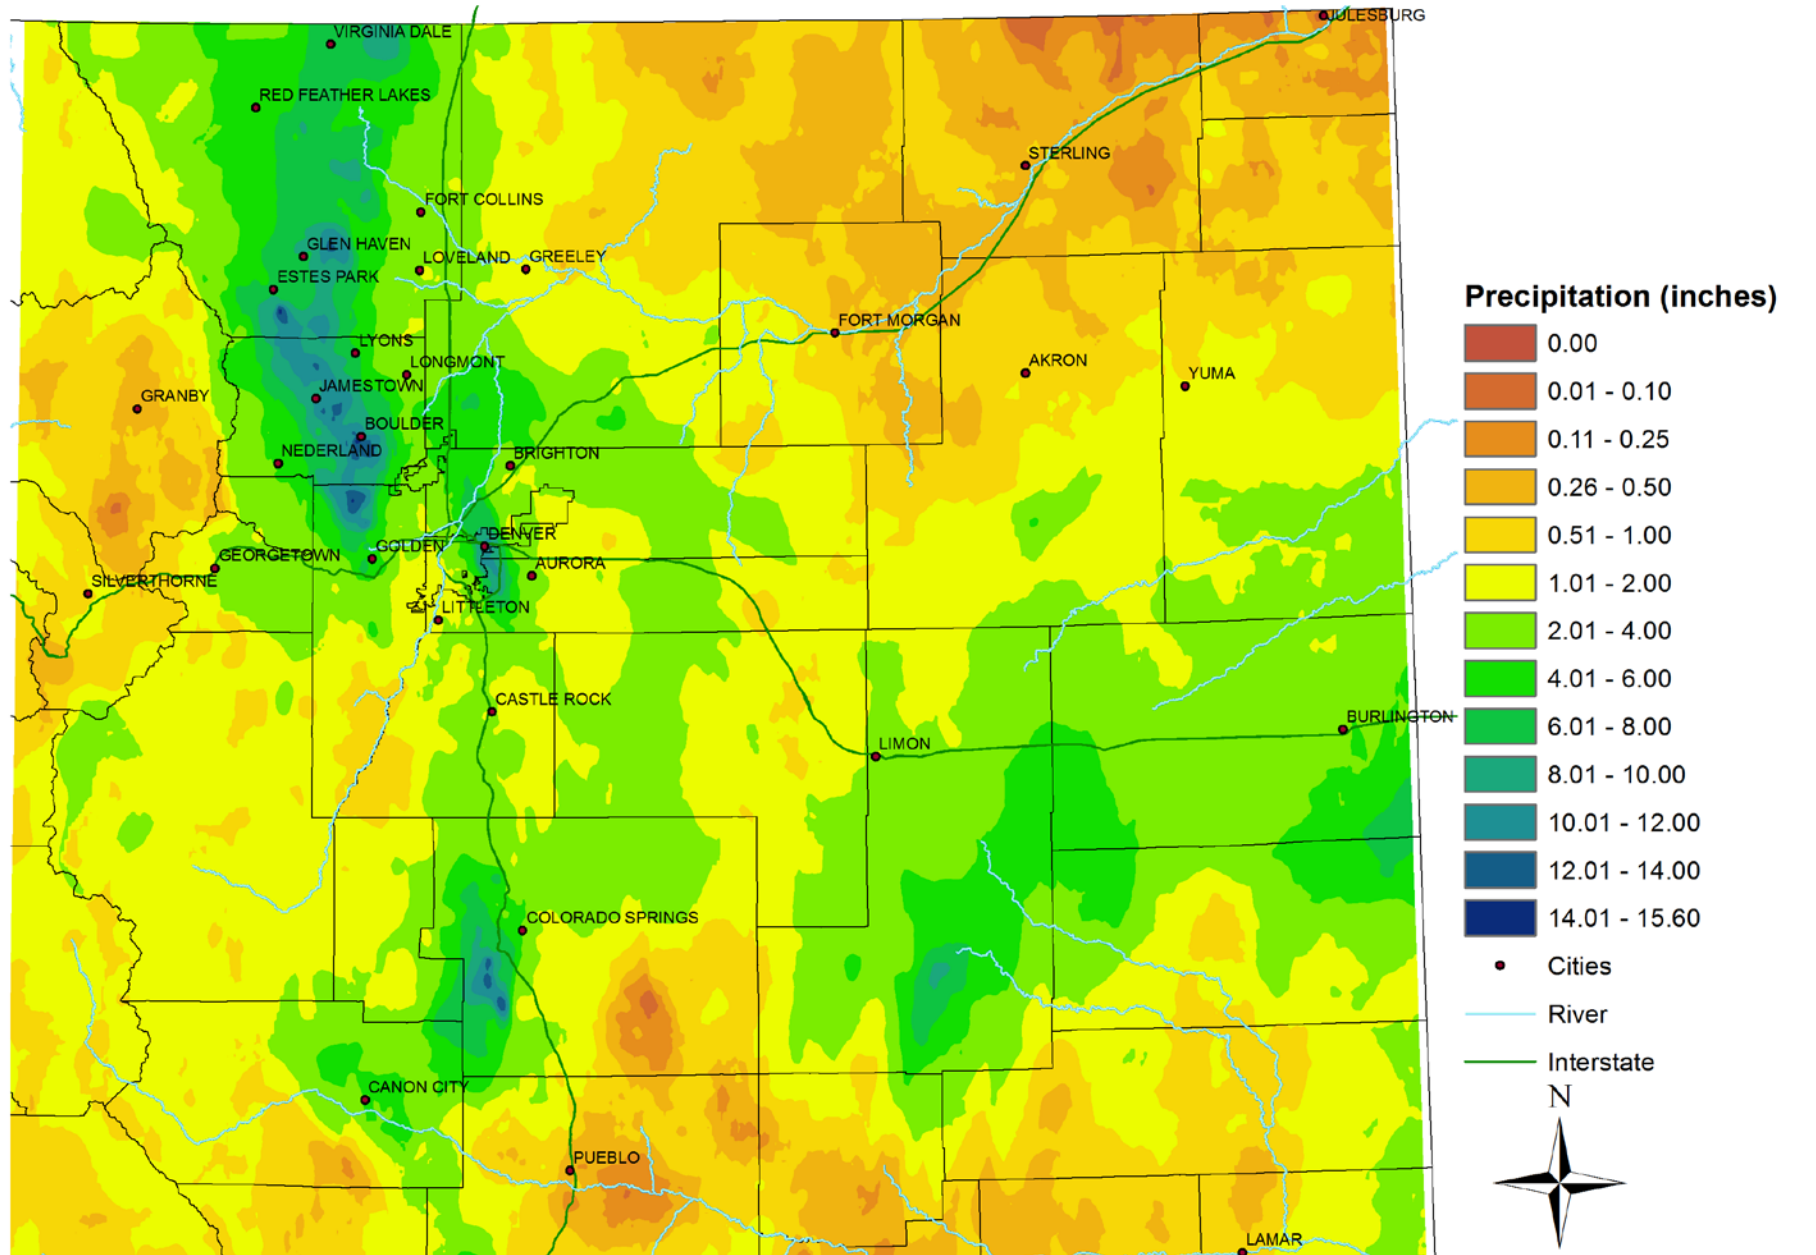 JULESBURG
VIRGINIA DALE
RED FEATHER LAKES
STERLING
FORT COLLINS
GLEN HAVEN
LOVELAND
GREELEY
ESTES PARK
Precipitation (inches)
FORT MORGAN
0.00
LYONS
LONGMONT
AKRON
YUMA
JAMESTOWN
GRANBY
0.01 - 0.10
BOULDER
0.11 - 0.25
NEDERLAND
BRIGHTON
0.26 - 0.50
DENVER
0.51 - 1.00
GOLDEN
GEORGETOWN
AURORA
SILVERTHORNE
1.01 - 2.00
LITTLETON
2.01 - 4.00
4.01 - 6.00
CASTLE ROCK
BURLINGTON
6.01 - 8.00
LIMON
8.01 - 10.00
10.01 - 12.00
12.01 - 14.00
COLORADO SPRINGS
14.01 - 15.60
Cities
River
Interstate
CANON CITY
N
PUEBLO
LAMAR